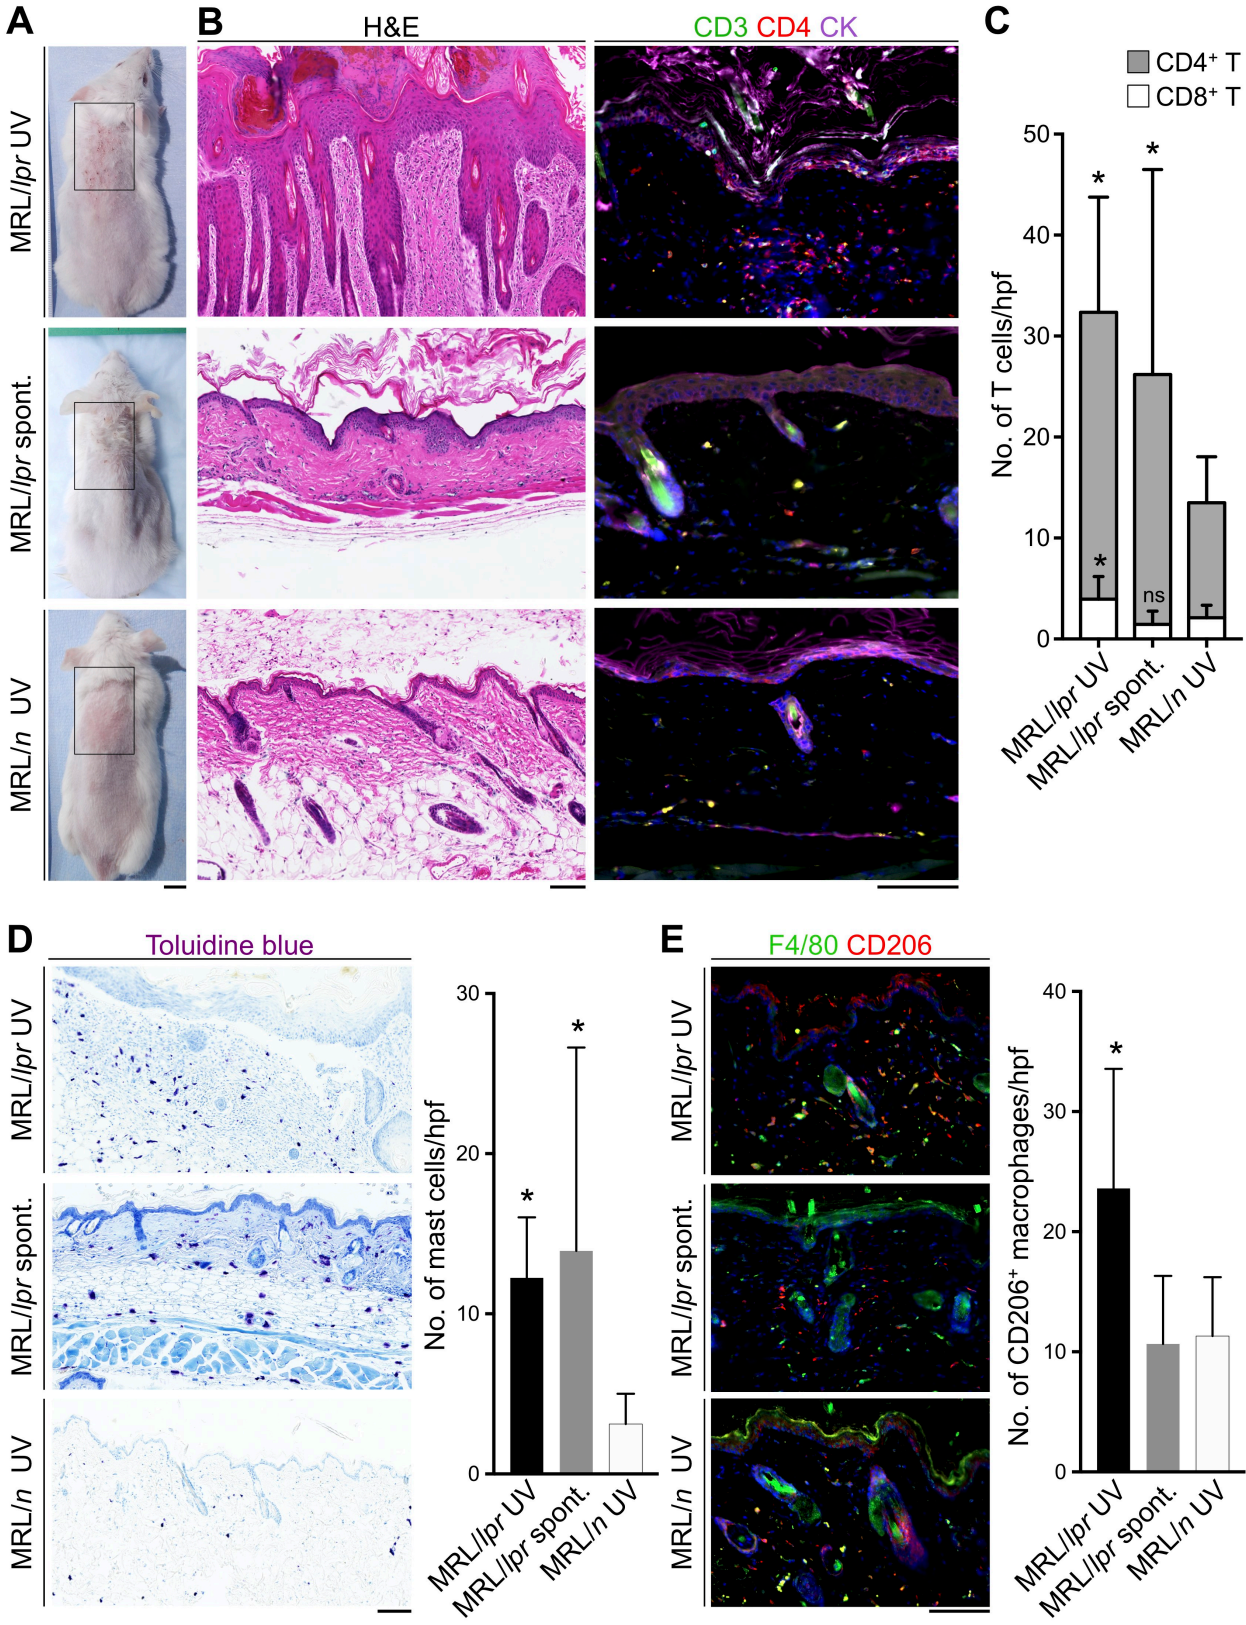 A
B
H&E
CD3 CD4 CK
C
MRL/lpr UV
MRL/lpr spont.
MRL/n UV
CD4+ T
CD8+ T
50
40
30
20
10
0
No. of T cells/hpf
*
*
*
ns
MRL/lpr UV
MRL/lpr spont.
MRL/n UV
D
Toluidine blue
MRL/lpr UV
MRL/lpr spont.
MRL/n UV
30
20
10
0
No. of mast cells/hpf
*
*
MRL/lpr UV
MRL/lpr spont.
MRL/n UV
E
F4/80 CD206
MRL/lpr UV
MRL/lpr spont.
MRL/n UV
40
30
20
10
0
No. of CD206+ macrophages/hpf
*
MRL/lpr UV
MRL/lpr spont.
MRL/n UV